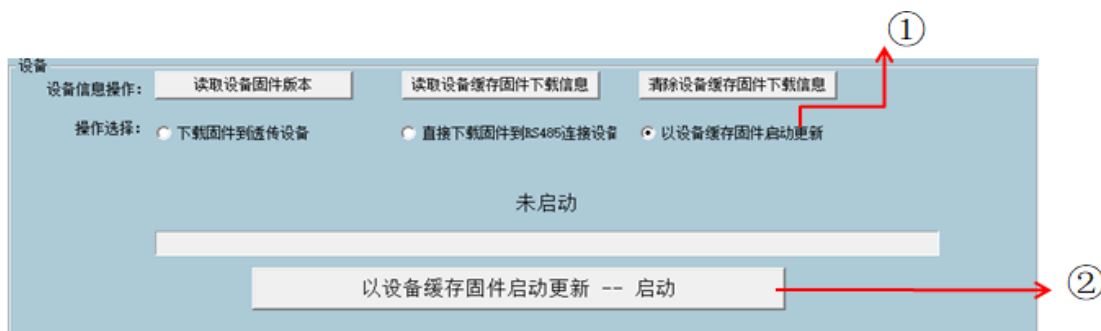 ①
设备
设备信息操作： 读取设备固件版本 读取设备缓存固件下载信息 清除设备缓存固件下载信息
操作选择： 下载固件到透传设备 直接下载固件到RS485连接设备 以设备缓存固件启动更新
未启动
以设备缓存固件启动更新 -- 启动 ②